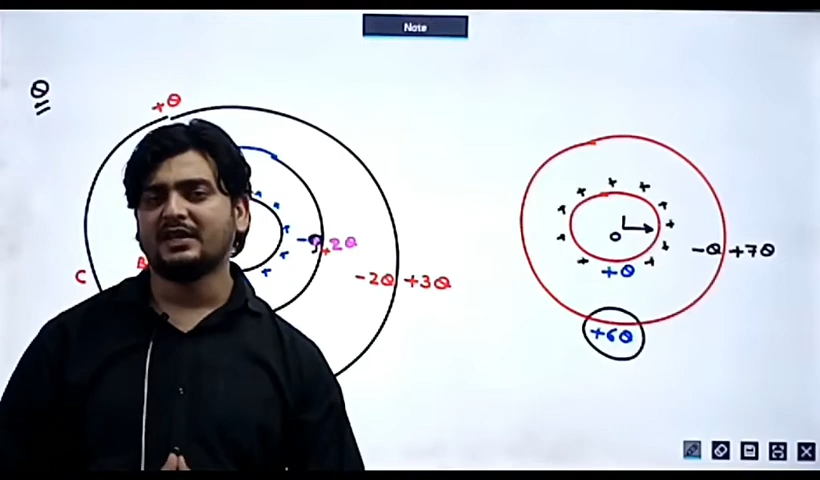 Note
Q
+Q
-Q +2Q
C
B
-2Q +3Q
O
+Q
-Q +7Q
+6Q